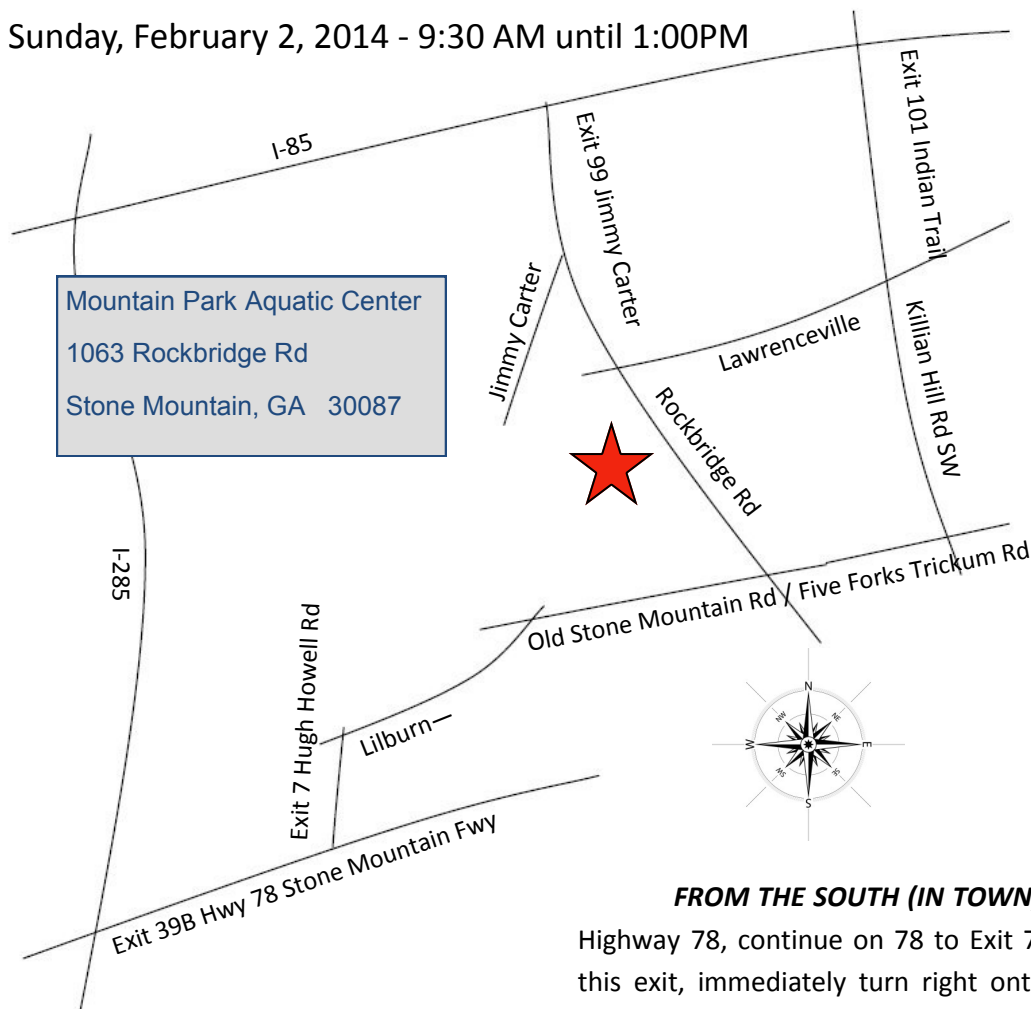 Sunday, February 2, 2014 - 9:30 AM until 1:00PM
I-85
Exit 99 Jimmy Carter
Exit 101 Indian Trail
Mountain Park Aquatic Center
1063 Rockbridge Rd
Stone Mountain, GA 30087
Jimmy Carter
Lawrenceville
Killian Hill Rd SW
Rockbridge Rd
I-285
Old Stone Mountain Rd / Five Forks Trickum Rd
Exit 7 Hugh Howell Rd
Lilburn—
Exit 39B Hwy 78 Stone Mountain Fwy
N
NW
NE
W
E
SW
SE
S
FROM THE SOUTH (IN TOWN
Highway 78, continue on 78 to Exit 7
this exit, immediately turn right ont